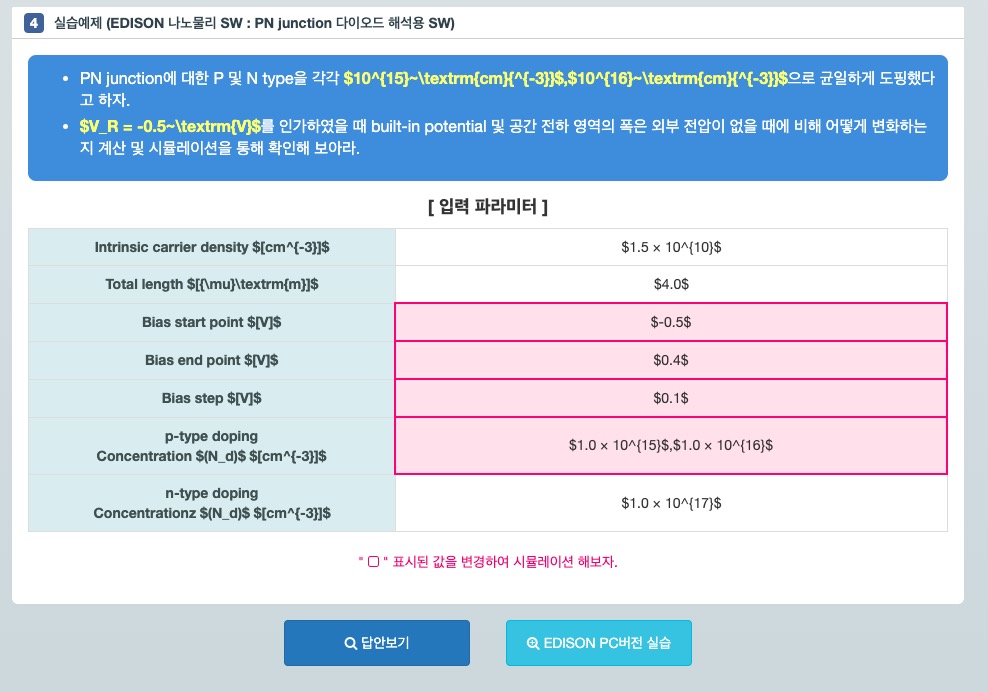 4 실습예제 (EDISON 나노물리 SW : PN junction 다이오드 해석용 SW)
• PN junction에 대한 P 및 N type을 각각 $10^{15}~\textrm{cm}{^{-3}}$,$10^{16}~\textrm{cm}{^{-3}}$으로 균일하게 도핑했다
고 하자.
• $V_R = -0.5~\textrm{V}$를 인가하였을 때 built-in potential 및 공간 전하 영역의 폭은 외부 전압이 없을 때에 비해 어떻게 변화하는
지 계산 및 시뮬레이션을 통해 확인해 보아라.
[ 입력 파라미터 ]
Intrinsic carrier density $[cm^{-3}]$ $1.5 × 10^{10}$
Total length $[{\mu}\textrm{m}]$ $4.0$
Bias start point $[V]$ $-0.5$
Bias end point $[V]$ $0.4$
Bias step $[V]$ $0.1$
p-type doping
Concentration $(N_d)$ $[cm^{-3}]$ $1.0 × 10^{15}$,$1.0 × 10^{16}$
n-type doping
Concentrationz $(N_d)$ $[cm^{-3}]$ $1.0 × 10^{17}$
" ▢ " 표시된 값을 변경하여 시뮬레이션 해보자.
답안보기
EDISON PC버전 실습